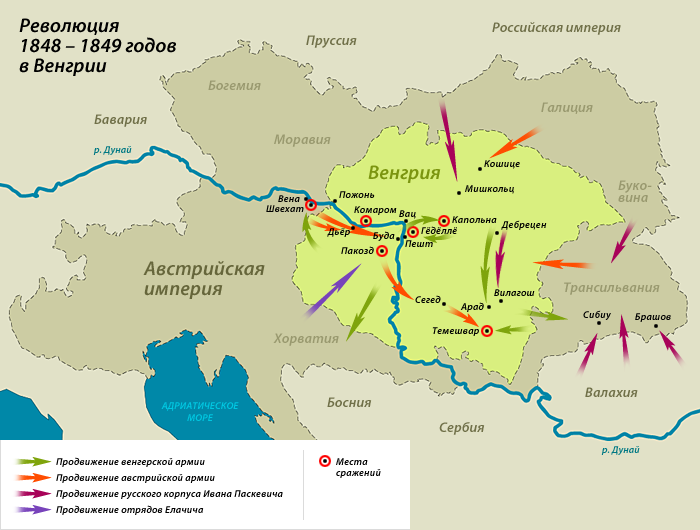 Революция
1848 – 1849 годов
в Венгрии
Пруссия
Российская империя
Богемия
Галиция
Бавария
р. Дунай
Моравия
Венгрия
Кошице
Мишкольц
Буко-
вина
Вена
Швехат
Пожонь
Комаром
Вац
Капольна
Дебрецен
Дьёр
Буда
Гёдёллё
Пешт
Пакозд
Австрийская
империя
Трансильвания
Сегед
Арад
Вилагош
Темешвар
Сибиу
Брашов
Хорватия
Валахия
АДРИАТИЧЕСКОЕ
МОРЕ
Босния
Сербия
р. Дунай
Продвижение венгерской армии
Продвижение австрийской армии
Продвижение русского корпуса Ивана Паскевича
Продвижение отрядов Елачича
Места
сражений